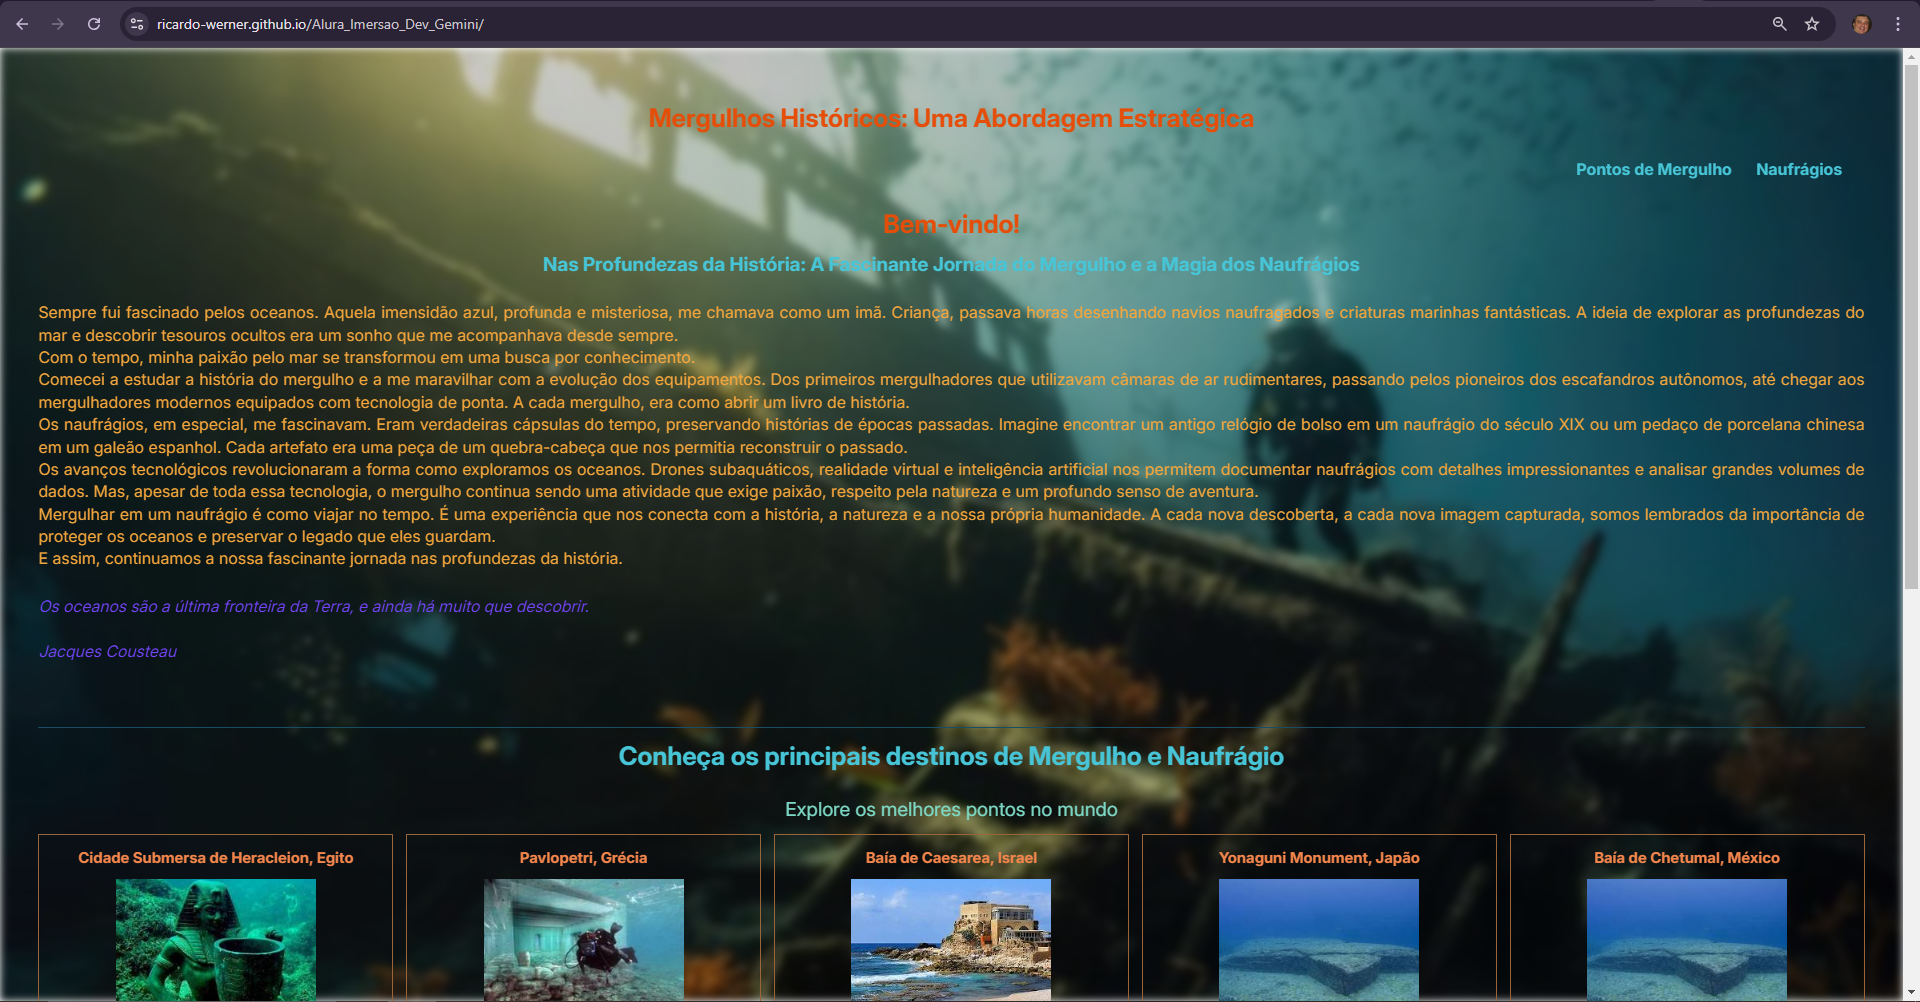 ricardo-werner.github.io/Alura_Imersao_Dev_Gemini/
Mergulhos Históricos: Uma Abordagem Estratégica
Pontos de Mergulho Naufrágios
Bem-vindo!
Nas Profundezas da História: A Fascinante Jornada do Mergulho e a Magia dos Naufrágios
Sempre fui fascinado pelos oceanos. Aquela imensidão azul, profunda e misteriosa, me chamava como um imã. Criança, passava horas desenhando navios naufragados e criaturas marinhas fantásticas. A ideia de explorar as profundezas do
mar e descobrir tesouros ocultos era um sonho que me acompanhava desde sempre.
Com o tempo, minha paixão pelo mar se transformou em uma busca por conhecimento.
Comecei a estudar a história do mergulho e a me maravilhar com a evolução dos equipamentos. Dos primeiros mergulhadores que utilizavam câmaras de ar rudimentares, passando pelos pioneiros dos escafandros autônomos, até chegar aos
mergulhadores modernos equipados com tecnologia de ponta. A cada mergulho, era como abrir um livro de história.
Os naufrágios, em especial, me fascinavam. Eram verdadeiras cápsulas do tempo, preservando histórias de épocas passadas. Imagine encontrar um antigo relógio de bolso em um naufrágio do século XIX ou um pedaço de porcelana chinesa
em um galeão espanhol. Cada artefato era uma peça de um quebra-cabeça que nos permitia reconstruir o passado.
Os avanços tecnológicos revolucionaram a forma como exploramos os oceanos. Drones subaquáticos, realidade virtual e inteligência artificial nos permitem documentar naufrágios com detalhes impressionantes e analisar grandes volumes de
dados. Mas, apesar de toda essa tecnologia, o mergulho continua sendo uma atividade que exige paixão, respeito pela natureza e um profundo senso de aventura.
Mergulhar em um naufrágio é como viajar no tempo. É uma experiência que nos conecta com a história, a natureza e a nossa própria humanidade. A cada nova descoberta, a cada nova imagem capturada, somos lembrados da importância de
proteger os oceanos e preservar o legado que eles guardam.
E assim, continuamos a nossa fascinante jornada nas profundezas da história.
Os oceanos são a última fronteira da Terra, e ainda há muito que descobrir.
Jacques Cousteau
Conheça os principais destinos de Mergulho e Naufrágio
Explore os melhores pontos no mundo
Cidade Submersa de Heracleion, Egito
Pavlopetri, Grécia
Baía de Caesarea, Israel
Yonaguni Monument, Japão
Baía de Chetumal, México